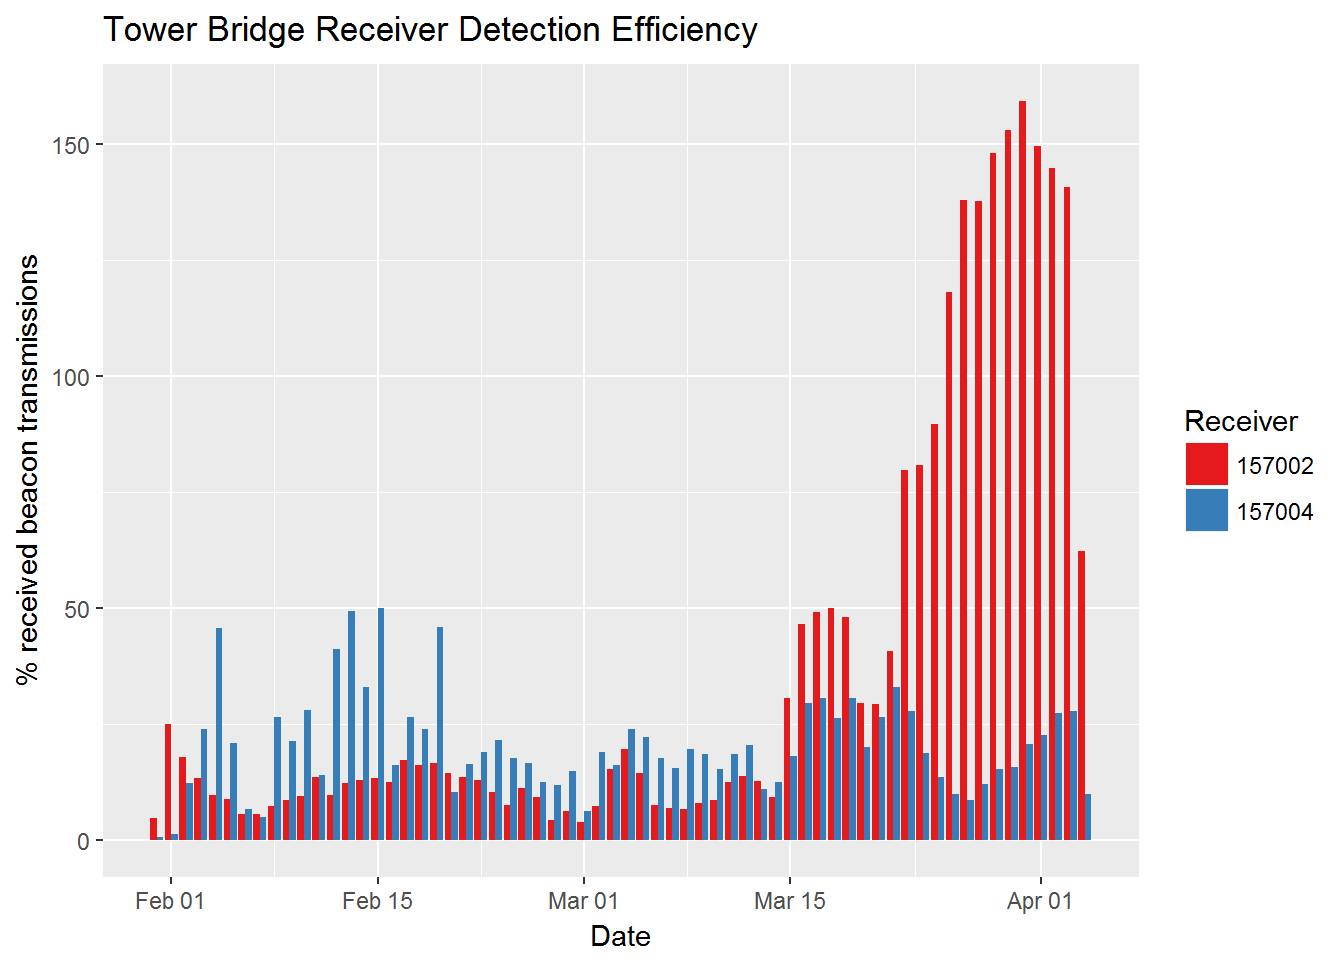 Tower Bridge Receiver Detection Efficiency
% received beacon transmissions
150
100
50
0
Feb 01
Feb 15
Mar 01
Mar 15
Apr 01
Date
Receiver
157002
157004